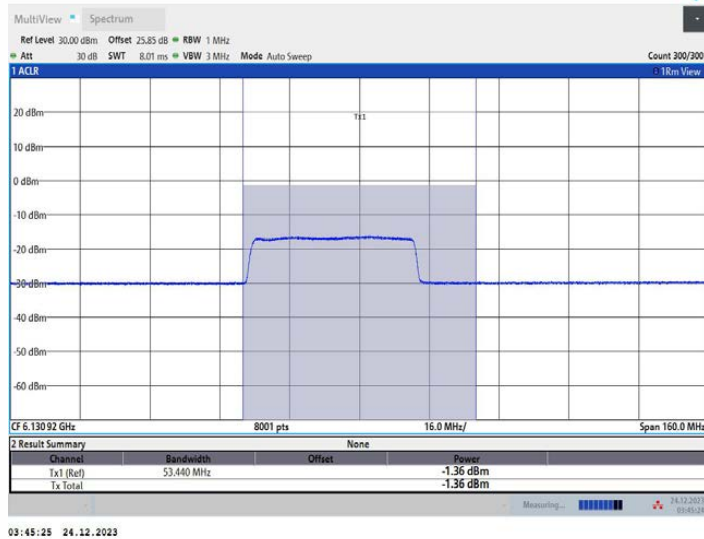 MultiView Spectrum
Ref Level 30.00 dBm Offset 25.85 dB RBW 1 MHz
Att 30 dB SWT 8.01 ms VBW 3 MHz Mode Auto Sweep Count 300/300
1 ACLR 1Rm View
20 dBm
Tx1
10 dBm
0 dBm
-10 dBm
-20 dBm
-30 dBm
-40 dBm
-50 dBm
-60 dBm
CF 6.130 92 GHz 8001 pts 16.0 MHz/ Span 160.0 MHz
2 Result Summary None
Channel Bandwidth Offset Power
Tx1 (Ref) 53.440 MHz -1.36 dBm
Tx Total -1.36 dBm
Measuring... 24.12.2023
03:45:24
03:45:25 24.12.2023